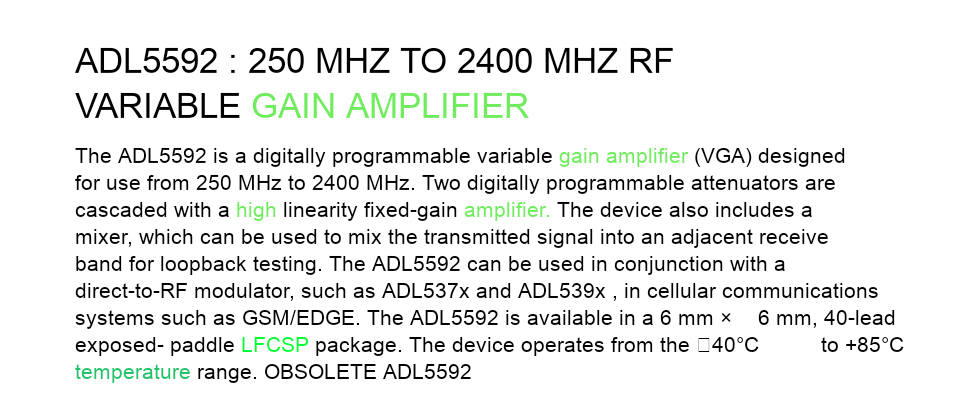 ADL5592 : 250 MHZ TO 2400 MHZ RF
VARIABLE GAIN AMPLIFIER
The ADL5592 is a digitally programmable variable gain amplifier (VGA) designed
for use from 250 MHz to 2400 MHz. Two digitally programmable attenuators are
cascaded with a high linearity fixed-gain amplifier. The device also includes a
mixer, which can be used to mix the transmitted signal into an adjacent receive
band for loopback testing. The ADL5592 can be used in conjunction with a
direct-to-RF modulator, such as ADL537x and ADL539x , in cellular communications
systems such as GSM/EDGE. The ADL5592 is available in a 6 mm × 6 mm, 40-lead
exposed- paddle LFCSP package. The device operates from the □40°C to +85°C
temperature range. OBSOLETE ADL5592